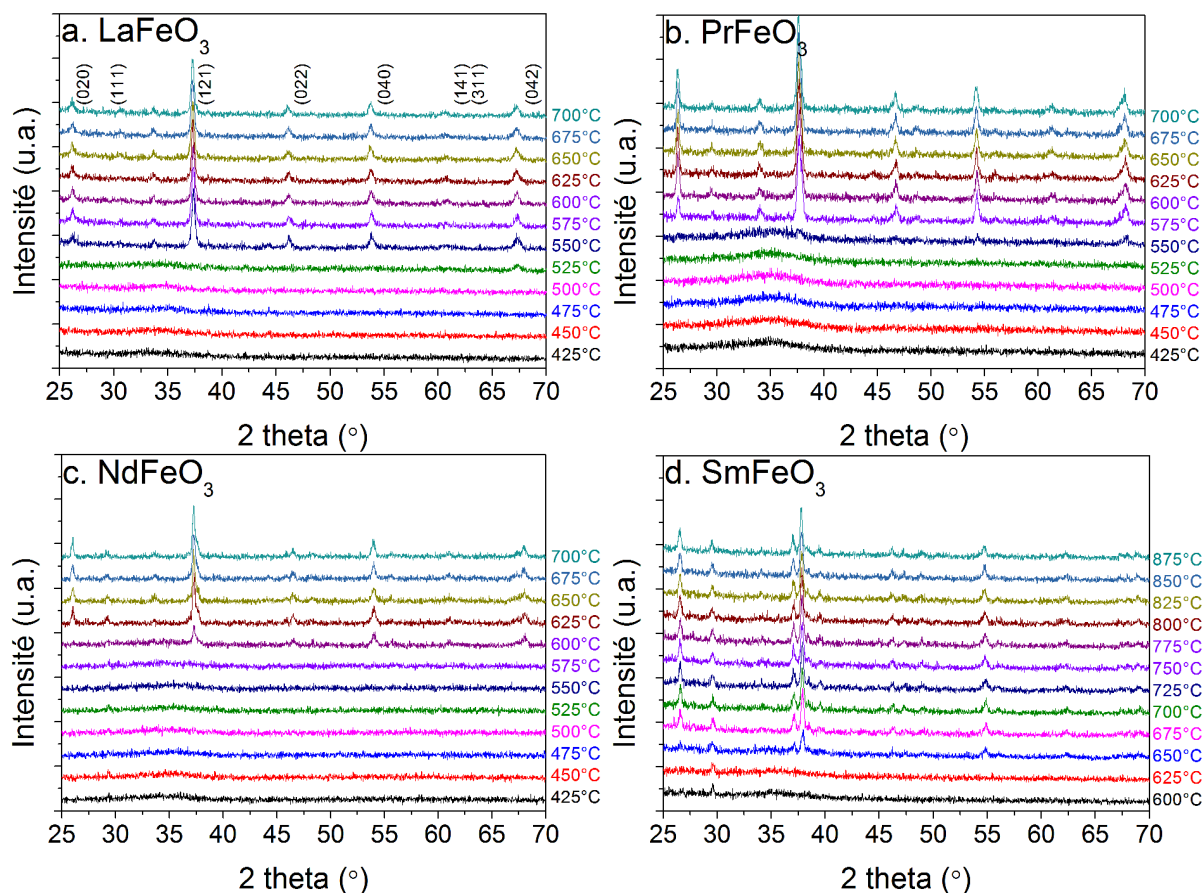 a. LaFeO3
(020)
(111)
(121)
(022)
(040)
(141)
(311)
(042)
700°C
675°C
650°C
625°C
600°C
575°C
550°C
525°C
500°C
475°C
450°C
425°C
Intensité (u.a.)
25 30 35 40 45 50 55 60 65 70
2 theta (°)
b. PrFeO3
700°C
675°C
650°C
625°C
600°C
575°C
550°C
525°C
500°C
475°C
450°C
425°C
Intensité (u.a.)
25 30 35 40 45 50 55 60 65 70
2 theta (°)
c. NdFeO3
700°C
675°C
650°C
625°C
600°C
575°C
550°C
525°C
500°C
475°C
450°C
425°C
Intensité (u.a.)
25 30 35 40 45 50 55 60 65 70
2 theta (°)
d. SmFeO3
875°C
850°C
825°C
800°C
775°C
750°C
725°C
700°C
675°C
650°C
625°C
600°C
Intensité (u.a.)
25 30 35 40 45 50 55 60 65 70
2 theta (°)